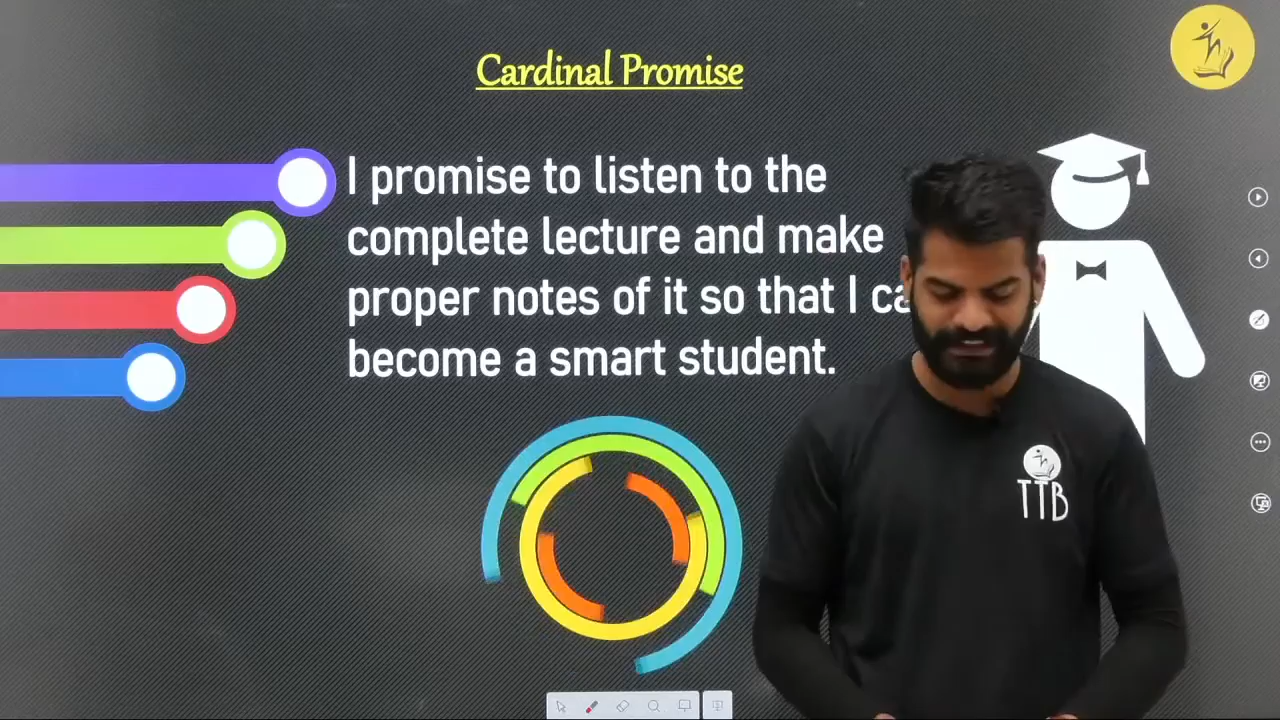 Cardinal Promise
I promise to listen to the
complete lecture and make
proper notes of it so that I
become a smart student.
TTB